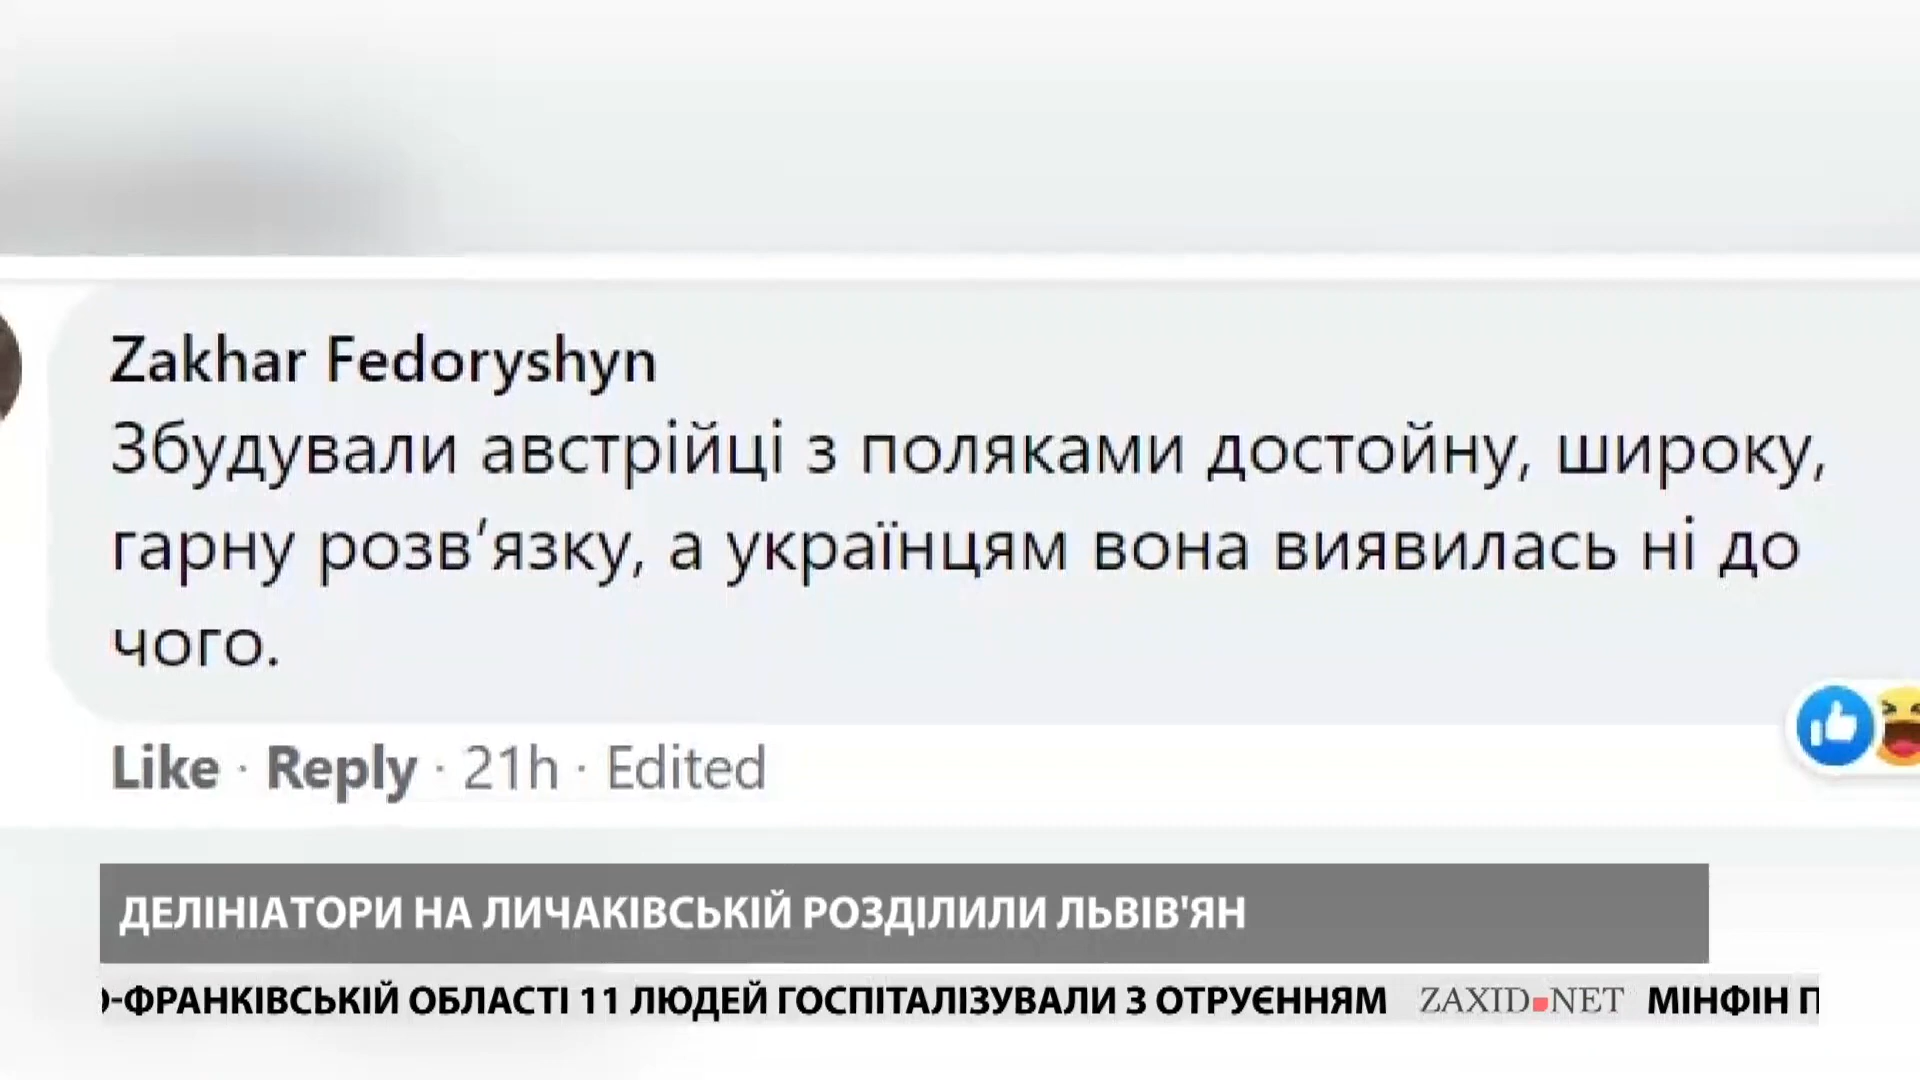 Zakhar Fedoryshyn
Збудували австрійці з поляками достойну, широку,
гарну розв'язку, а українцям вона виявилась ні до
чого.
Like · Reply · 21h · Edited
ДЕЛІНІАТОРИ НА ЛИЧАКІВСЬКІЙ РОЗДІЛИЛИ ЛЬВІВ'ЯН
-ФРАНКІВСЬКІЙ ОБЛАСТІ 11 ЛЮДЕЙ ГОСПІТАЛІЗУВАЛИ З ОТРУЄННЯМ ZAXID.NET МІНФІН